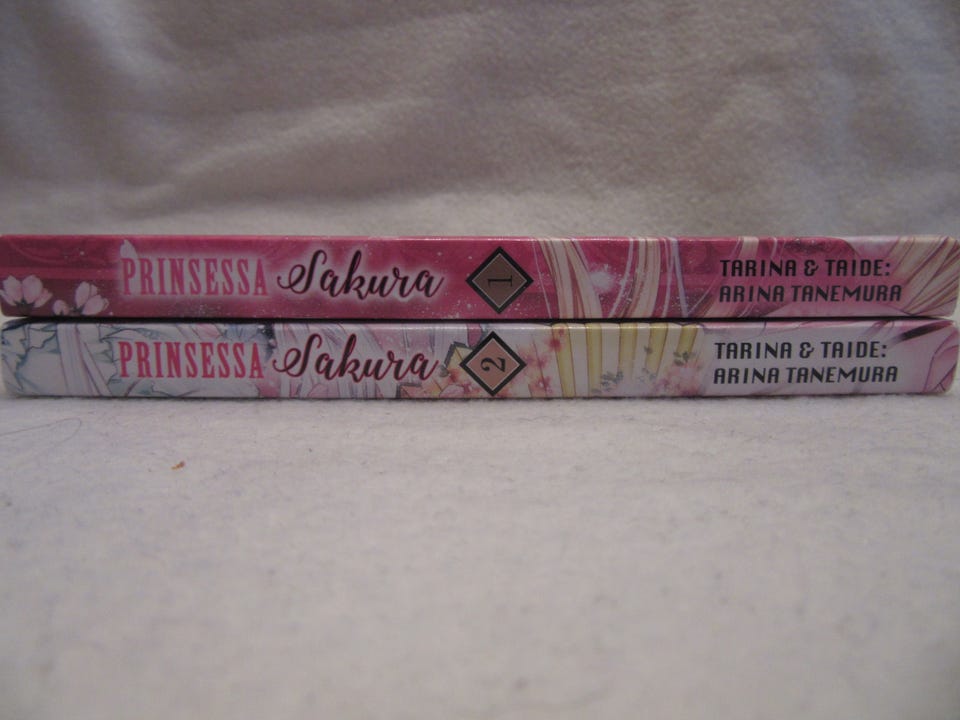 PRINSESSA Sakura 1 TARINA & TAIDE:
ARINA TANEMURA
PRINSESSA Sakura 2 TARINA & TAIDE:
ARINA TANEMURA